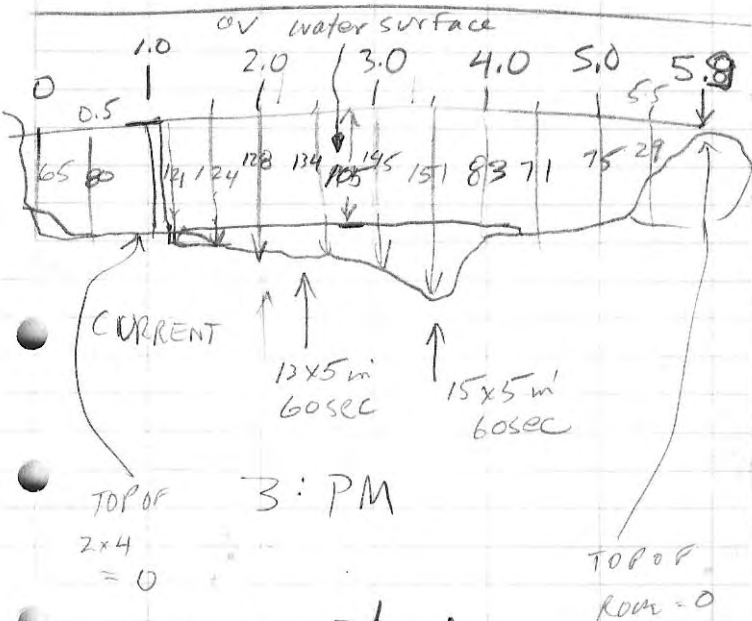 water surface
0 1.0 2.0 3.0 4.0 5.0 5.8
0.5 5.5
65 80 121 124 128 134 105 145 151 83 71 75 29
CURRENT
13x5 in
60sec
15x5 in
60sec
TOP OF
2x4
= 0
3: PM
TOP OF
= 0